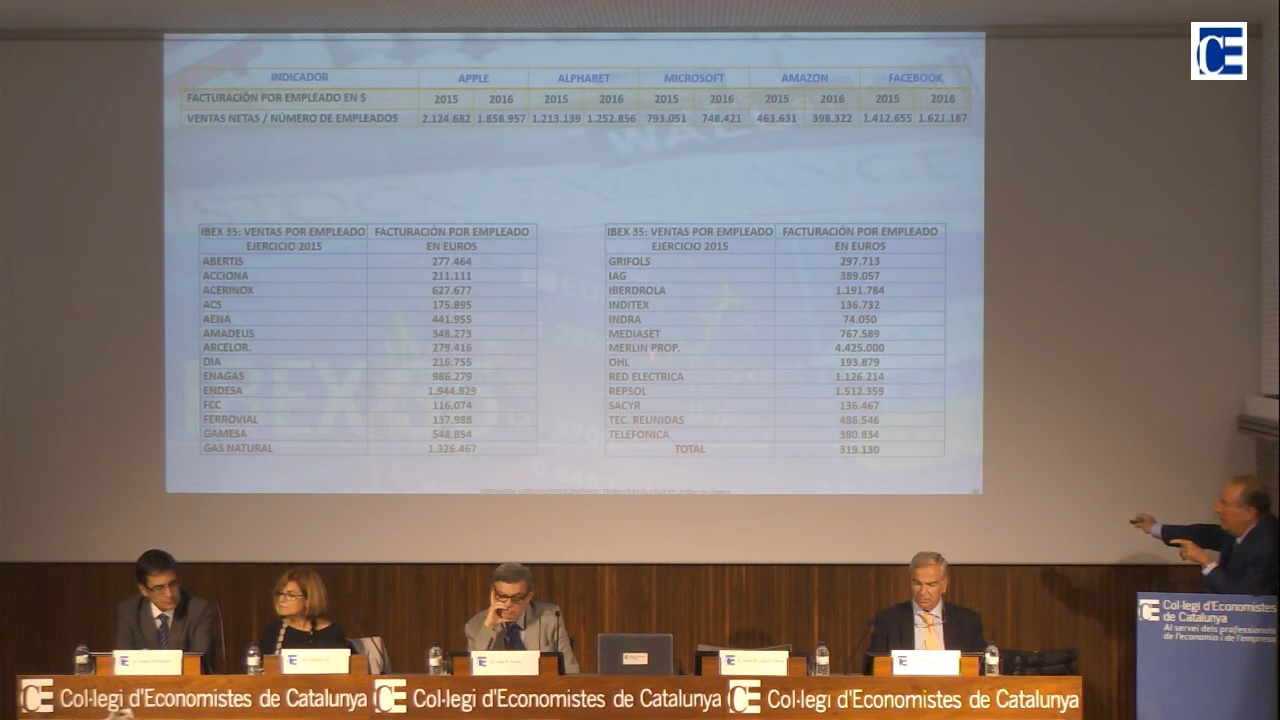 CE
INDICADOR APPLE ALPHABET MICROSOFT AMAZON FACEBOOK
FACTURACIÓN POR EMPLEADO EN $ 2015 2016 2015 2016 2015 2016 2015 2016 2015 2016
VENTAS NETAS / NÚMERO DE EMPLEADOS 2.124.682 1.858.957 1.213.139 1.252.856 793.051 748.421 463.631 398.322 1.412.655 1.621.187
IBEX 35: VENTAS POR EMPLEADO FACTURACIÓN POR EMPLEADO
EJERCICIO 2015 EN EUROS
ABERTIS 277.464
ACCIONA 211.111
ACERINOX 627.677
ACS 175.895
AENA 441.955
AMADEUS 348.273
ARCELOR. 279.416
DIA 216.755
ENAGAS 986.279
ENDESA 1.944.829
FCC 116.074
FERROVIAL 137.988
GAMESA 548.854
GAS NATURAL 1.326.467
IBEX 35: VENTAS POR EMPLEADO FACTURACIÓN POR EMPLEADO
EJERCICIO 2015 EN EUROS
GRIFOLS 297.713
IAG 389.057
IBERDROLA 1.191.784
INDITEX 136.732
INDRA 74.050
MEDIASET 767.589
MERLIN PROP. 4.425.000
OHL 193.879
RED ELECTRICA 1.126.214
REPSOL 1.512.359
SACYR 136.467
TEC. REUNIDAS 486.546
TELEFONICA 380.834
TOTAL 319.130
CE Col·legi d'Economistes
de Catalunya
Al servei dels professionals
de l'economia i de l'empresa
CE Col·legi d'Economistes de Catalunya CE Col·legi d'Economistes de Catalunya CE Col·legi d'Economistes de Catalunya